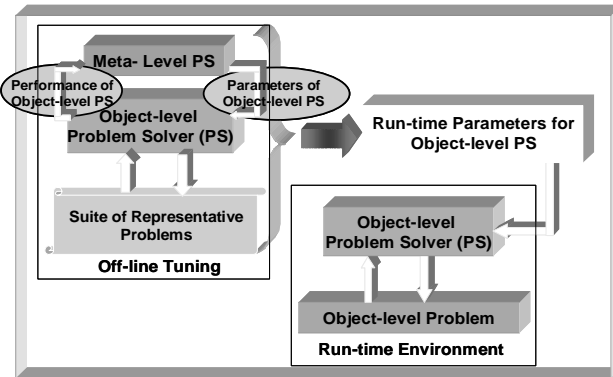 Meta- Level PS
Performance of
Object-level PS
Parameters of
Object-level PS
Object-level
Problem Solver (PS)
Suite of Representative
Problems
Off-line Tuning
Run-time Parameters for
Object-level PS
Object-level
Problem Solver (PS)
Object-level Problem
Run-time Environment